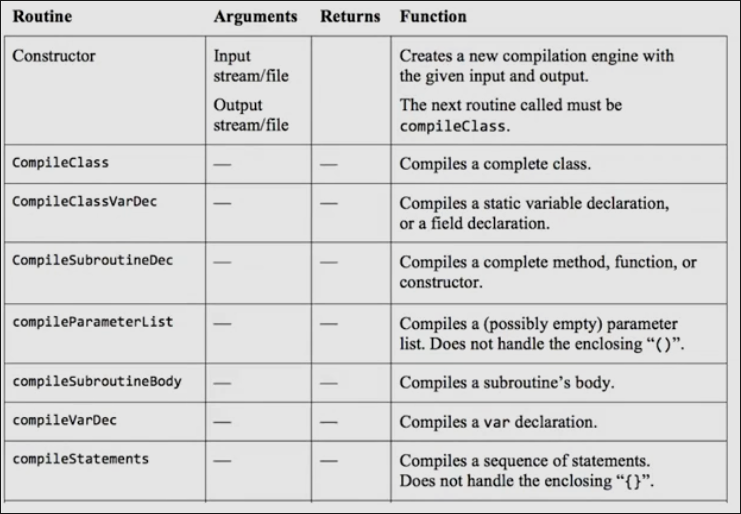 Routine Arguments Returns Function
Constructor Input Creates a new compilation engine with
stream/file the given input and output.
Output The next routine called must be
stream/file compileClass.
CompileClass — — Compiles a complete class.
CompileClassVarDec — — Compiles a static variable declaration,
or a field declaration.
CompileSubroutineDec — — Compiles a complete method, function, or
constructor.
compileParameterList — — Compiles a (possibly empty) parameter
list. Does not handle the enclosing “()”.
compileSubroutineBody — — Compiles a subroutine’s body.
compileVarDec — — Compiles a var declaration.
compileStatements — — Compiles a sequence of statements.
Does not handle the enclosing “{}”.